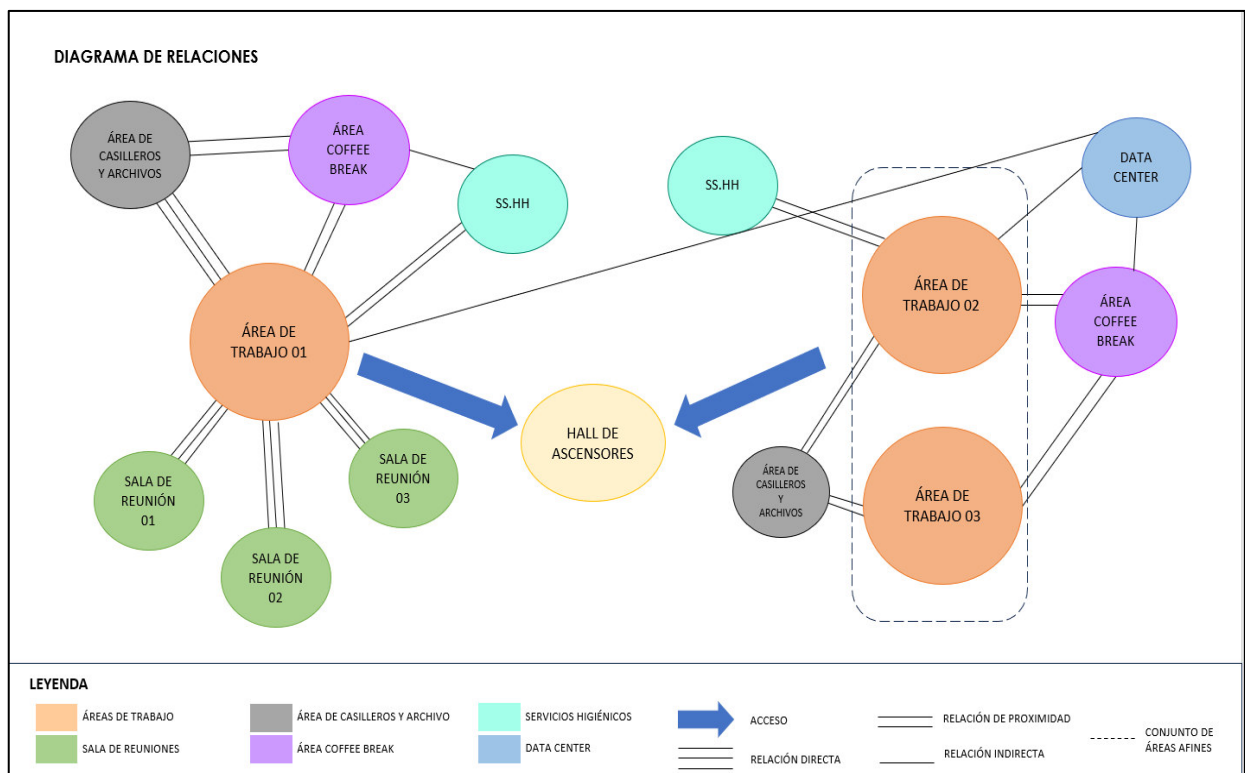 DIAGRAMA DE RELACIONES
ÁREA DE
CASILLEROS
Y ARCHIVOS
ÁREA
COFFEE
BREAK
SS.HH
SS.HH
DATA
CENTER
ÁREA DE
TRABAJO 01
ÁREA DE
TRABAJO 02
ÁREA
COFFEE
BREAK
HALL DE
ASCENSORES
SALA DE
REUNIÓN
01
SALA DE
REUNIÓN
02
SALA DE
REUNIÓN
03
ÁREA DE
CASILLEROS
Y
ARCHIVOS
ÁREA DE
TRABAJO 03
LEYENDA
ÁREAS DE TRABAJO
SALA DE REUNIONES
ÁREA DE CASILLEROS Y ARCHIVO
ÁREA COFFEE BREAK
SERVICIOS HIGIÉNICOS
DATA CENTER
ACCESO
RELACIÓN DIRECTA
RELACIÓN DE PROXIMIDAD
RELACIÓN INDIRECTA
CONJUNTO DE
ÁREAS AFINES